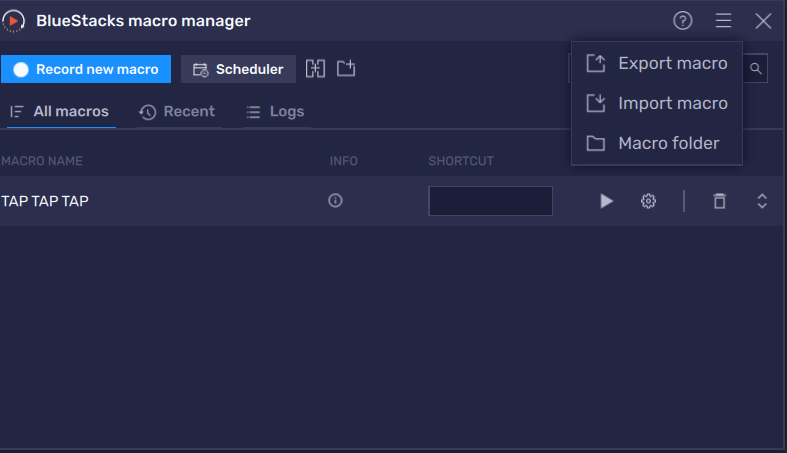 BlueStacks macro manager
Record new macro
Scheduler
Export macro
Import macro
Macro folder
All macros
Recent
Logs
MACRO NAME INFO SHORTCUT
TAP TAP TAP